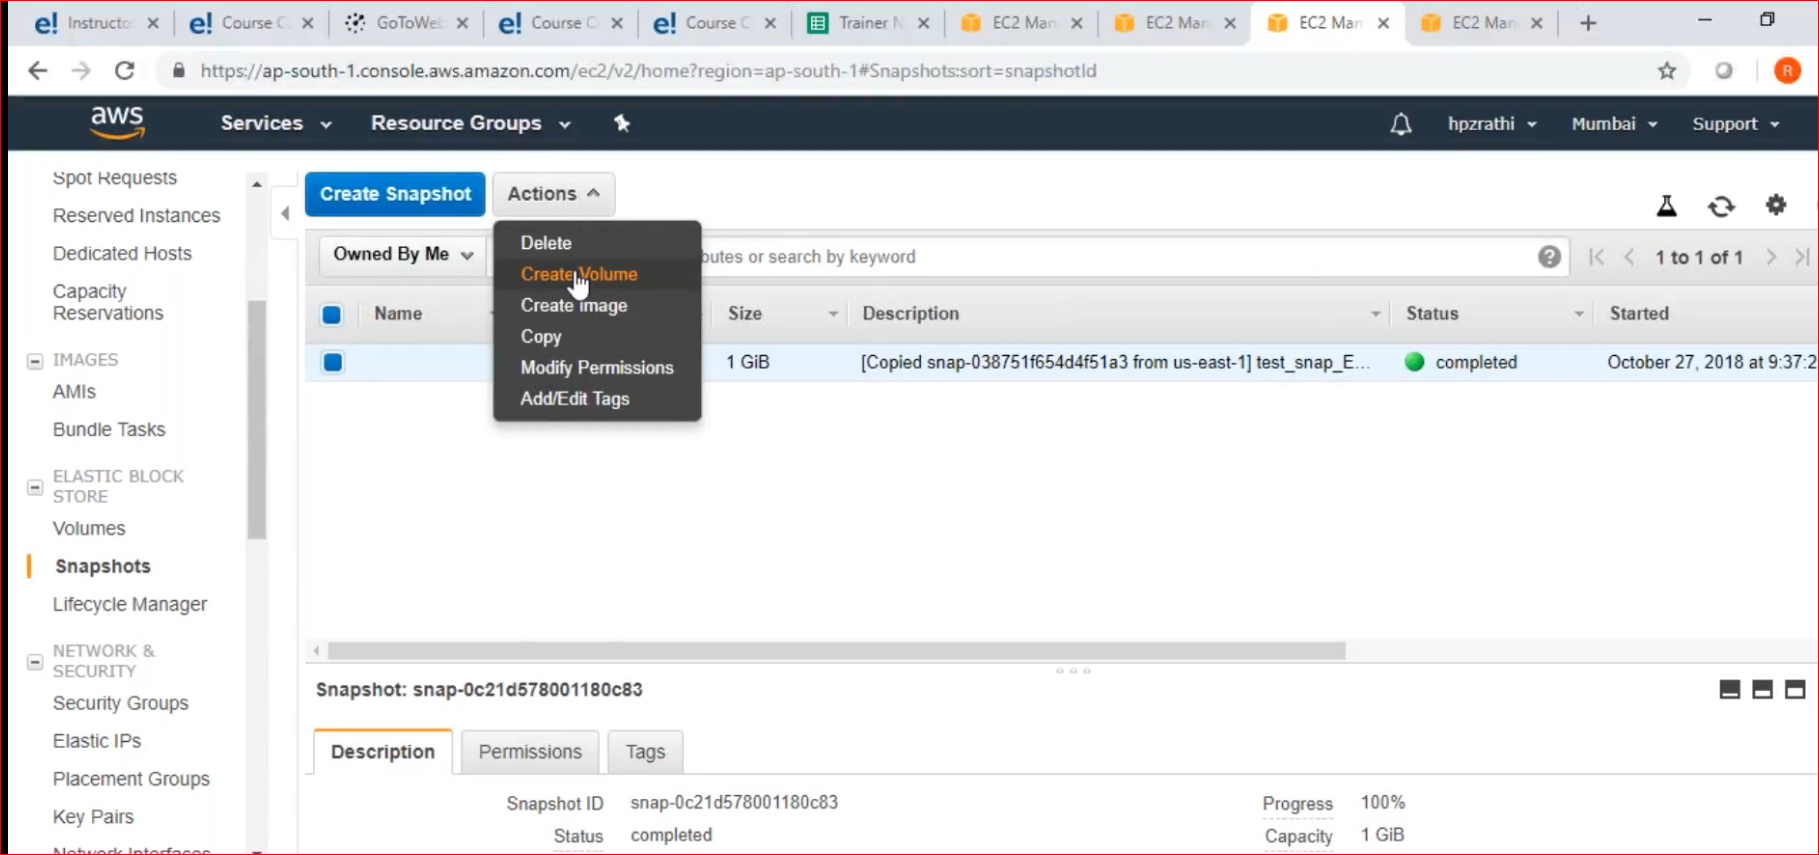 Instructo
Course C
GoToWeb
Course C
Course C
Trainer N
EC2 Man
EC2 Man
EC2 Man
EC2 Man
https://ap-south-1.console.aws.amazon.com/ec2/v2/home?region=ap-south-1#Snapshots:sort=snapshotId
R
aws
Services
Resource Groups
hpzrathi
Mumbai
Support
Spot Requests
Reserved Instances
Dedicated Hosts
Capacity
Reservations
IMAGES
AMIs
Bundle Tasks
ELASTIC BLOCK
STORE
Volumes
Snapshots
Lifecycle Manager
NETWORK &
SECURITY
Security Groups
Elastic IPs
Placement Groups
Key Pairs
Network Interfaces
Create Snapshot
Actions
Delete
Create Volume
Create Image
Copy
Modify Permissions
Add/Edit Tags
Owned By Me
butes or search by keyword
1 to 1 of 1
Name
Size
Description
Status
Started
1 GiB
[Copied snap-038751f654d4f51a3 from us-east-1] test_snap_E...
completed
October 27, 2018 at 9:37:2
Snapshot: snap-0c21d578001180c83
Description
Permissions
Tags
Snapshot ID
snap-0c21d578001180c83
Progress
100%
Status
completed
Capacity
1 GiB